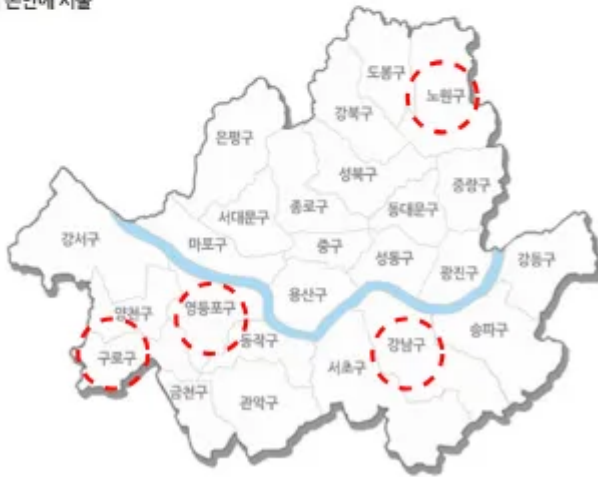 서울
도봉구
노원구
강북구
은평구
성북구
중랑구
서대문구
종로구
동대문구
강서구
마포구
중구
성동구
광진구
강동구
용산구
양천구
영등포구
송파구
동작구
강남구
구로구
서초구
금천구
관악구